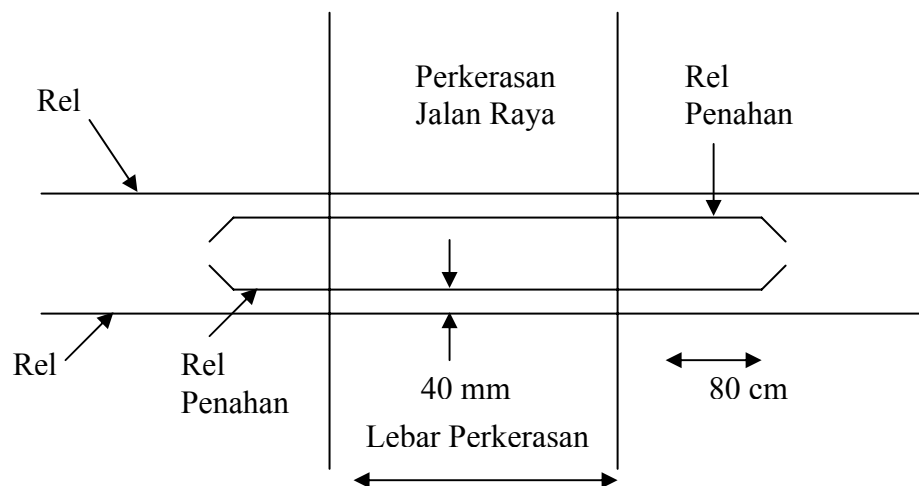 Perkerasan
Jalan Raya
Rel
Penahan
Rel
Rel
Rel
Penahan
40 mm
80 cm
Lebar Perkerasan